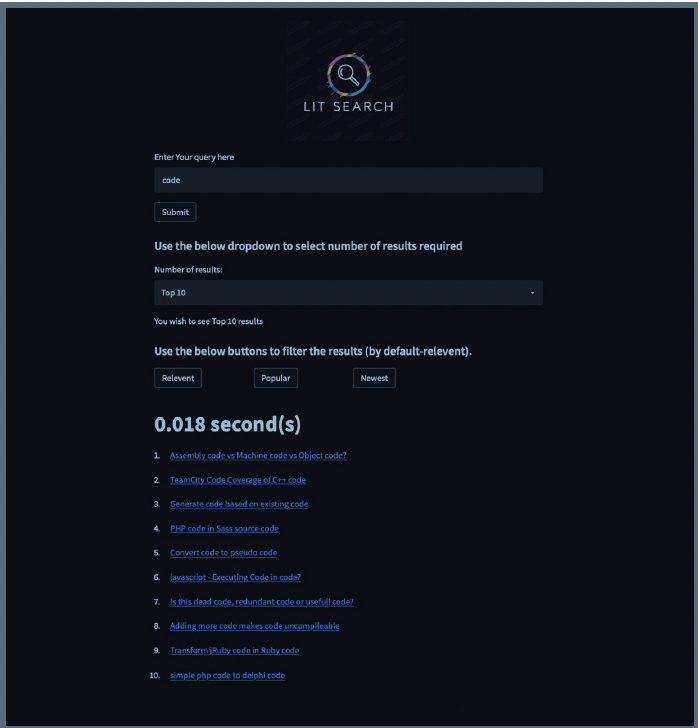 LIT SEARCH
Enter Your query here
code
Submit
Use the below dropdown to select number of results required
Number of results:
Top 10
You wish to see Top 10 results
Use the below buttons to filter the results (by default-relevent).
Relevent Popular Newest
0.018 second(s)
1. Assembly code vs Machine code vs Object code?
2. TeamCity Code Coverage of C++ code
3. Generate code based on existing code
4. PHP code in Sass source code
5. Convert code to pseudo code
6. javascript - Executing Code in code?
7. Is this dead code, redundant code or usefull code?
8. Adding more code makes code uncompileable
9. Transform jRuby code in Ruby code
10. simple php code to delphi code